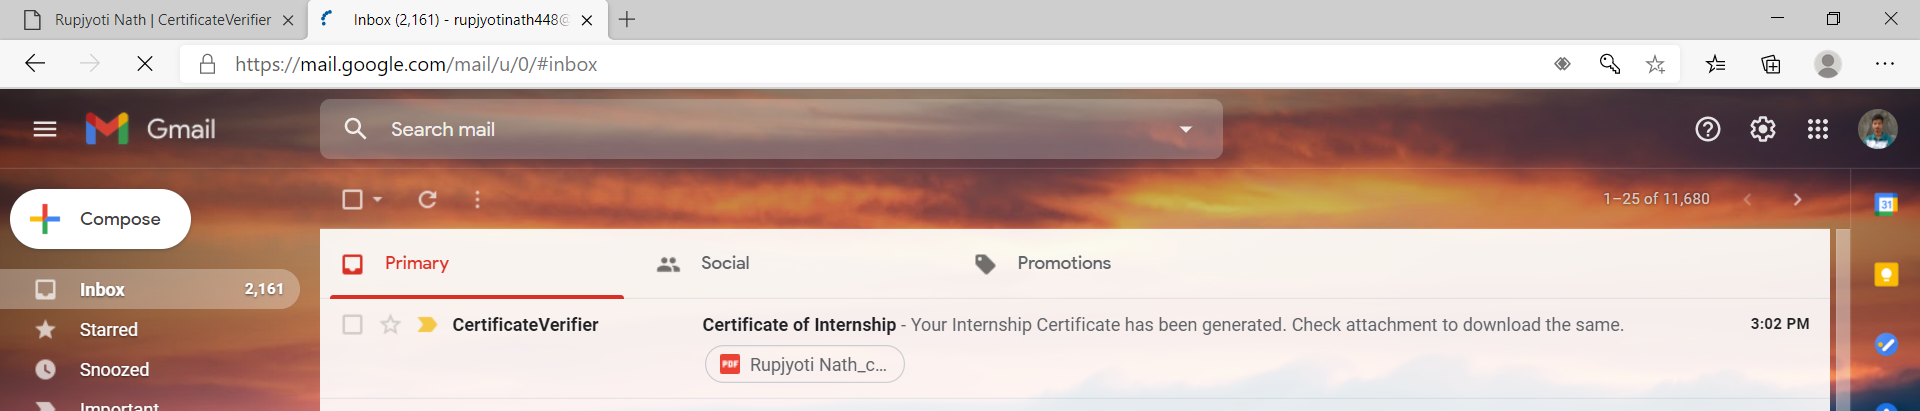 Rupjyoti Nath | CertificateVerifier
Inbox (2,161) - rupjyotinath448@
https://mail.google.com/mail/u/0/#inbox
Gmail
Search mail
Compose
1–25 of 11,680
31
Primary
Social
Promotions
Inbox 2,161
CertificateVerifier Certificate of Internship - Your Internship Certificate has been generated. Check attachment to download the same. 3:02 PM
Starred
PDF Rupjyoti Nath_c...
Snoozed
Important